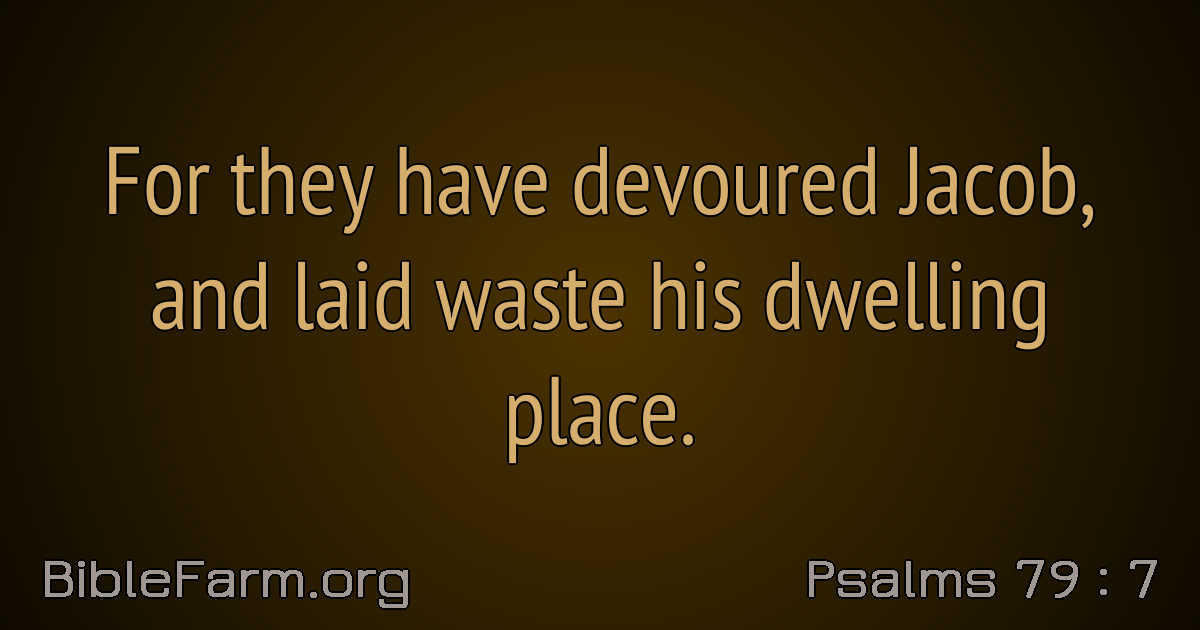 For they have devoured Jacob,
and laid waste his dwelling
place.
BibleFarm.org
Psalms 79 : 7